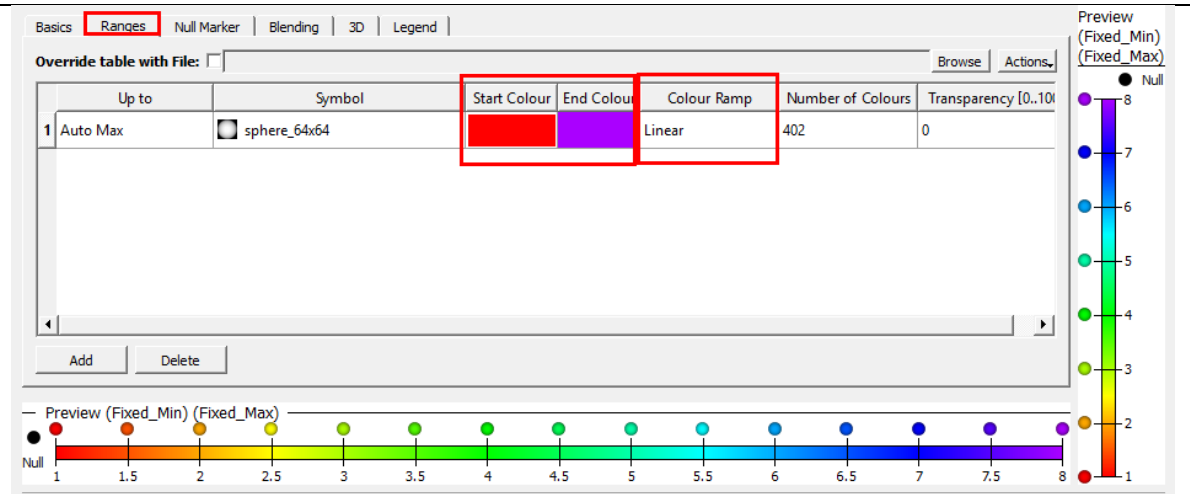 Basics Ranges Null Marker Blending 3D Legend
Override table with File: Browse Actions
Up to Symbol Start Colour End Colour Colour Ramp Number of Colours Transparency [0..100
1 Auto Max sphere_64x64 Linear 402 0
Add Delete
Preview (Fixed_Min) (Fixed_Max)
Null
1 1.5 2 2.5 3 3.5 4 4.5 5 5.5 6 6.5 7 7.5 8
Preview
(Fixed_Min)
(Fixed_Max)
Null
8
7
6
5
4
3
2
1